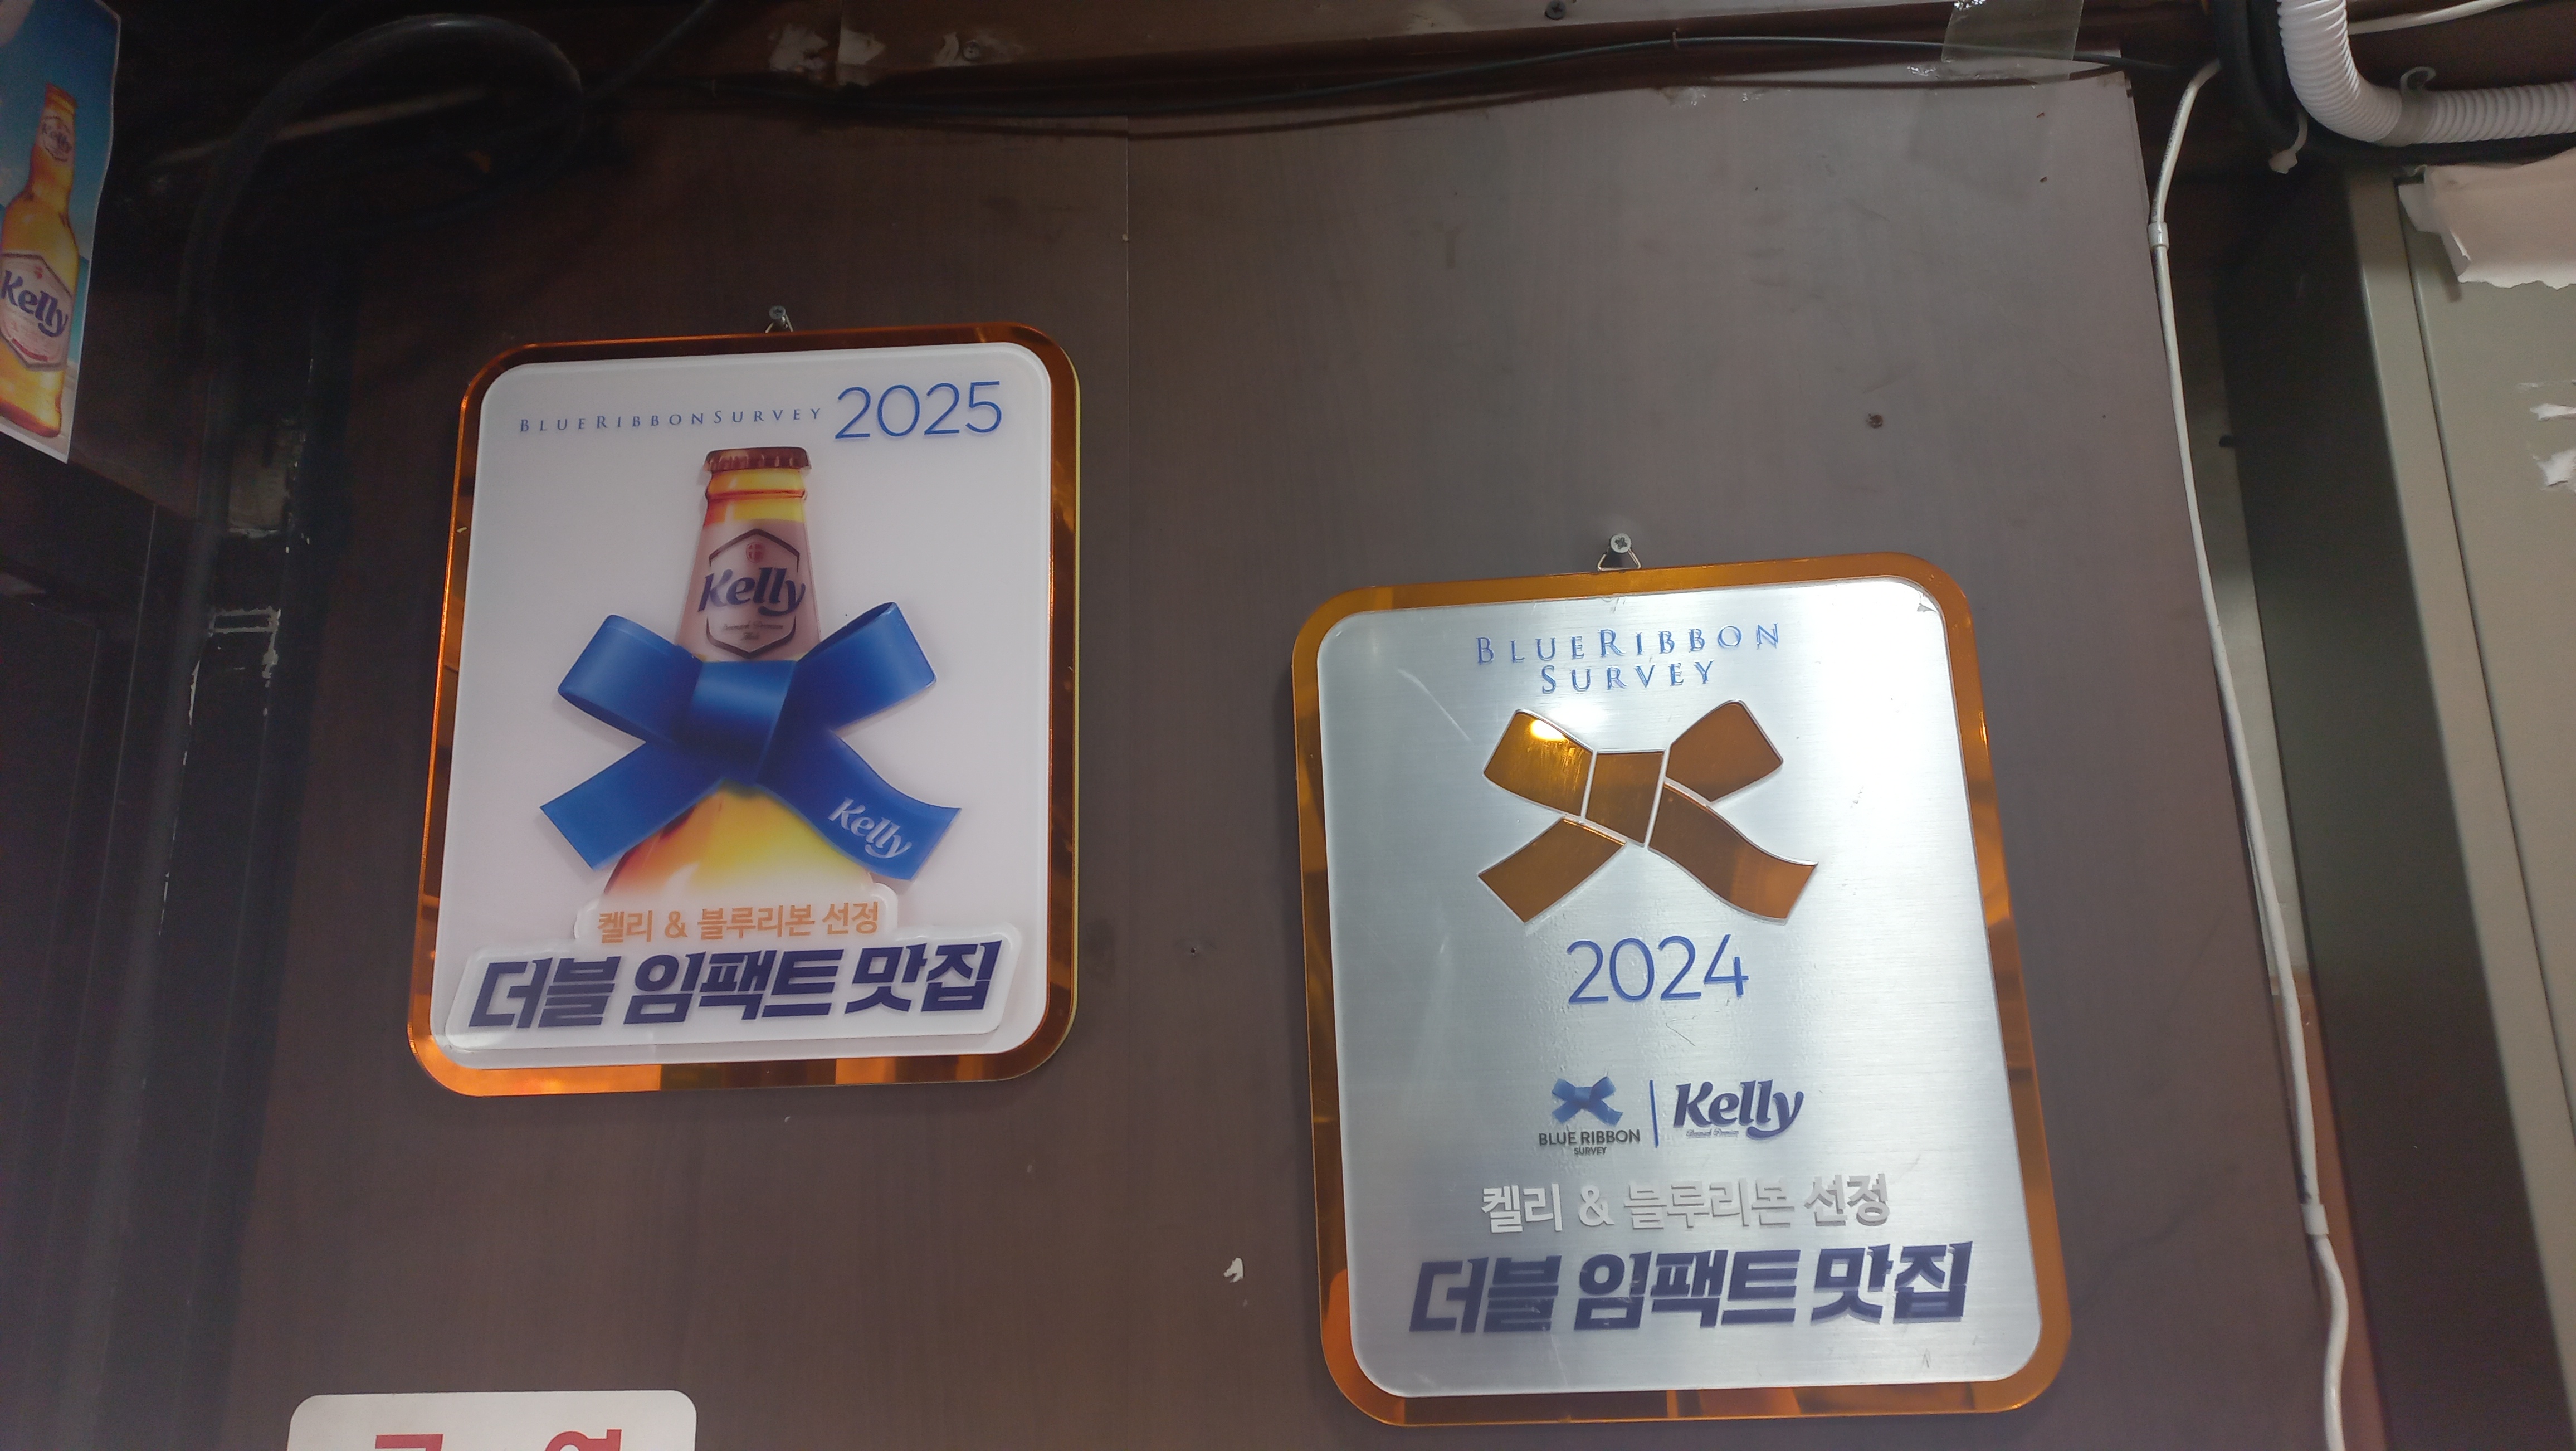 Kelly
Kelly
BLUERIBBONSURVEY 2025
Kelly
Kelly
켈리 & 블루리본 선정
더블 임팩트 맛집
BLUERIBBON
SURVEY
2024
BLUE RIBBON
SURVEY
Kelly
켈리 & 블루리본 선정
더블 임팩트 맛집